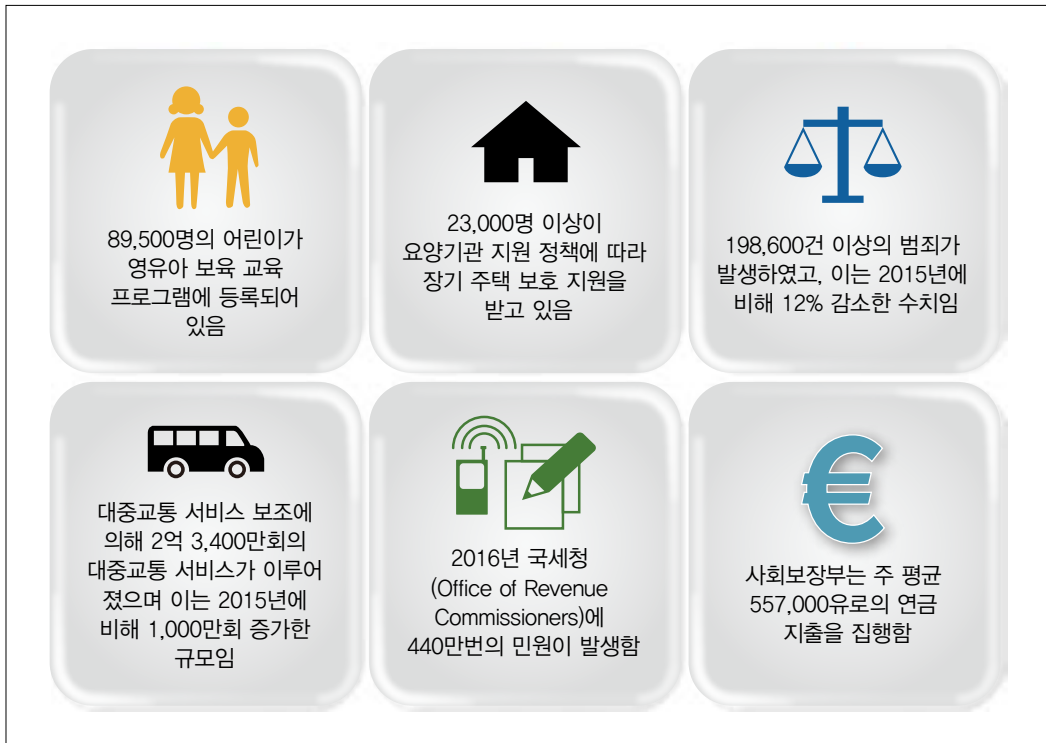 89,500명의 어린이가
영유아 보육 교육
프로그램에 등록되어
있음
23,000명 이상이
요양기관 지원 정책에 따라
장기 주택 보호 지원을
받고 있음
198,600건 이상의 범죄가
발생하였고, 이는 2015년에
비해 12% 감소한 수치임
대중교통 서비스 보조에
의해 2억 3,400만회의
대중교통 서비스가 이루어
졌으며 이는 2015년에
비해 1,000만회 증가한
규모임
2016년 국세청
(Office of Revenue
Commissioners)에
440만번의 민원이 발생함
€
사회보장부는 주 평균
557,000유로의 연금
지출을 집행함